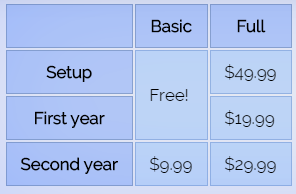 Basic Full
Setup $49.99
Free!
First year $19.99
Second year $9.99 $29.99